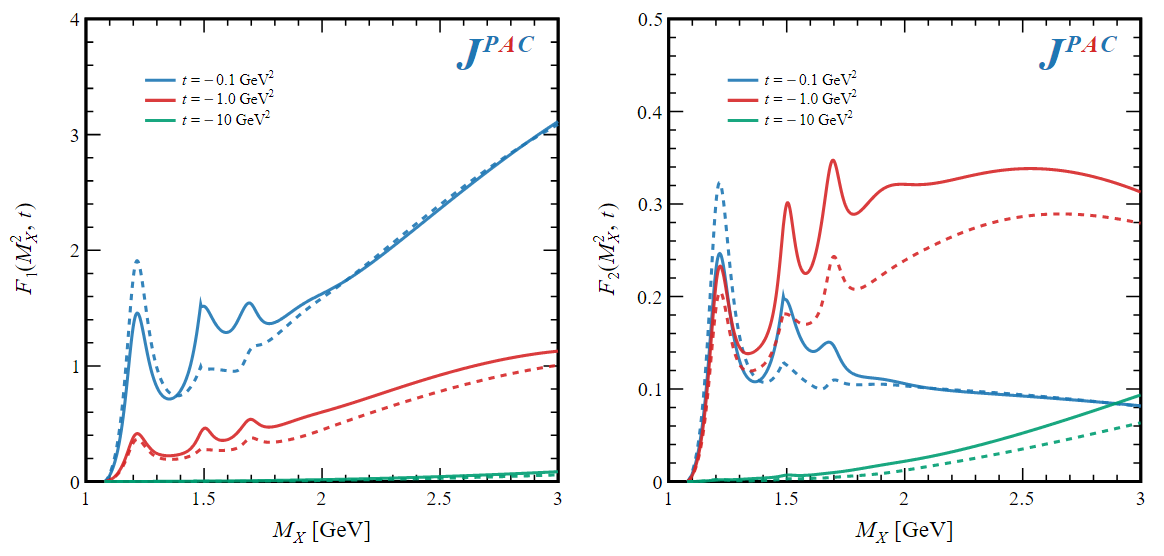 4
3
2
1
0
1
1.5
2
2.5
3
F₁(M²_X, t)
M_X [GeV]
JPAC
t = − 0.1 GeV²
t = −1.0 GeV²
t = −10 GeV²
0.5
0.4
0.3
0.2
0.1
0
1
1.5
2
2.5
3
F₂(M²_X, t)
M_X [GeV]
JPAC
t = − 0.1 GeV²
t = −1.0 GeV²
t = −10 GeV²